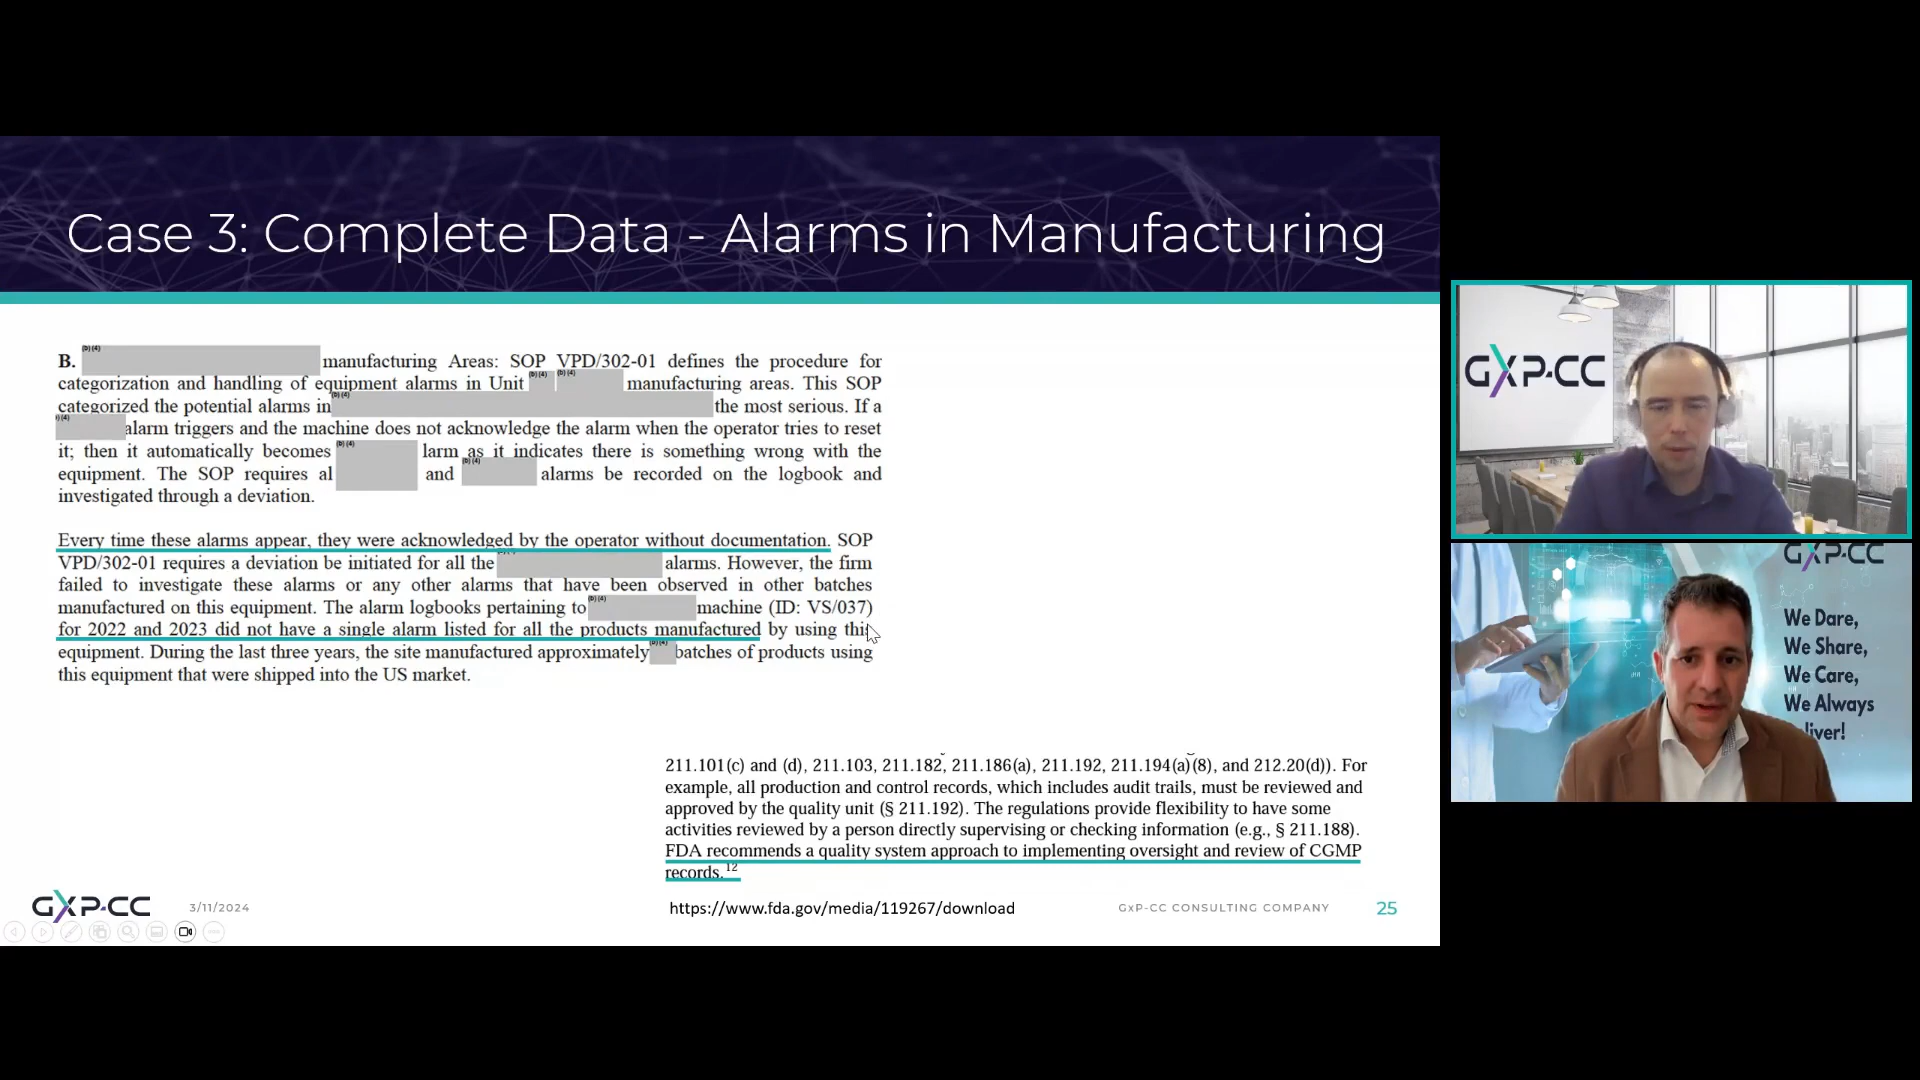 Case 3: Complete Data - Alarms in Manufacturing
(b) (4)
B. manufacturing Areas: SOP VPD/302-01 defines the procedure for
categorization and handling of equipment alarms in Unit (b) (4) (b) (4) manufacturing areas. This SOP
categorized the potential alarms in (b) (4) the most serious. If a
(4) alarm triggers and the machine does not acknowledge the alarm when the operator tries to reset
it; then it automatically becomes (b) (4) larm as it indicates there is something wrong with the
equipment. The SOP requires al and (b) (4) alarms be recorded on the logbook and
investigated through a deviation.
Every time these alarms appear, they were acknowledged by the operator without documentation. SOP
VPD/302-01 requires a deviation be initiated for all the alarms. However, the firm
failed to investigate these alarms or any other alarms that have been observed in other batches
manufactured on this equipment. The alarm logbooks pertaining to (b) (4) machine (ID: VS/037)
for 2022 and 2023 did not have a single alarm listed for all the products manufactured by using this
equipment. During the last three years, the site manufactured approximately (b) (4) batches of products using
this equipment that were shipped into the US market.
211.101(c) and (d), 211.103, 211.182, 211.186(a), 211.192, 211.194(a)(8), and 212.20(d)). For
example, all production and control records, which includes audit trails, must be reviewed and
approved by the quality unit (§ 211.192). The regulations provide flexibility to have some
activities reviewed by a person directly supervising or checking information (e.g., § 211.188).
FDA recommends a quality system approach to implementing oversight and review of CGMP
records.12
GXP-CC
3/11/2024
https://www.fda.gov/media/119267/download
GxP-CC CONSULTING COMPANY
25
GXP-CC
GXP-CC
We Dare,
We Share,
We Care,
We Always
liver!